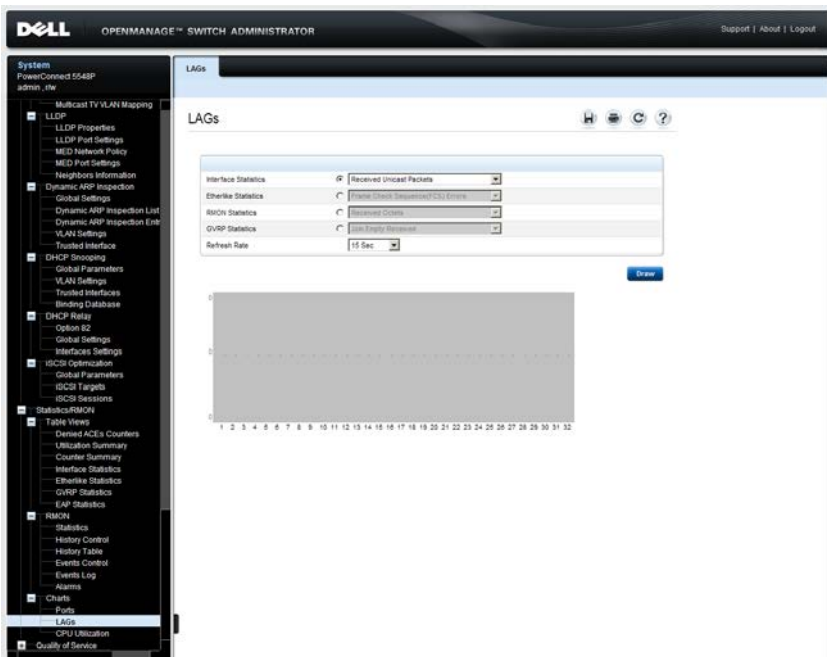 DELL
OPENMANAGE™ SWITCH ADMINISTRATOR
Support | About | Logout
System
PowerConnect 5548P
admin , r/w
LAGs
Multicast TV VLAN Mapping
LLDP
LLDP Properties
LLDP Port Settings
MED Network Policy
MED Port Settings
Neighbors Information
Dynamic ARP Inspection
Global Settings
Dynamic ARP Inspection List
Dynamic ARP Inspection Entr
VLAN Settings
Trusted Interface
DHCP Snooping
Global Parameters
VLAN Settings
Trusted Interfaces
Binding Database
DHCP Relay
Option 82
Global Settings
Interfaces Settings
iSCSI Optimization
Global Parameters
iSCSI Targets
iSCSI Sessions
Statistics/RMON
Table Views
Denied ACEs Counters
Utilization Summary
Counter Summary
Interface Statistics
Etherlike Statistics
GVRP Statistics
EAP Statistics
RMON
Statistics
History Control
History Table
Events Control
Events Log
Alarms
Charts
Ports
LAGs
CPU Utilization
Quality of Service
LAGs
Interface Statistics Received Unicast Packets
Etherlike Statistics Frame Check Sequence(FCS) Errors
RMON Statistics Received Octets
GVRP Statistics Join Empty Received
Refresh Rate 15 Sec
Draw
0
0
0
1 2 3 4 5 6 7 8 9 10 11 12 13 14 15 16 17 18 19 20 21 22 23 24 25 26 27 28 29 30 31 32